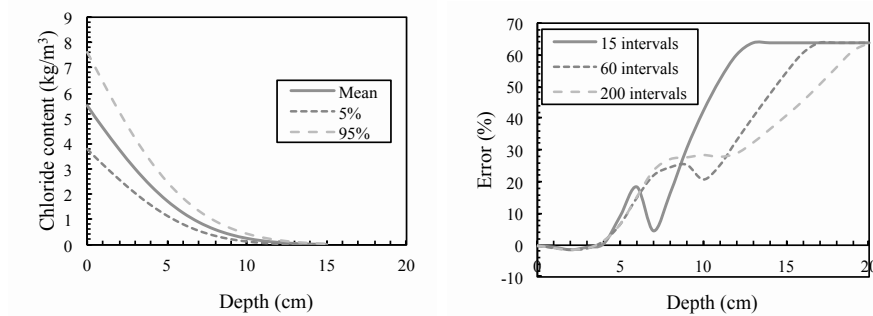 9
8
7
6
5
4
3
2
1
0
Chloride content (kg/m³)
Mean
5%
95%
0 5 10 15 20
Depth (cm)
70
60
50
40
30
20
10
0
-10
Error (%)
15 intervals
60 intervals
200 intervals
0 5 10 15 20
Depth (cm)